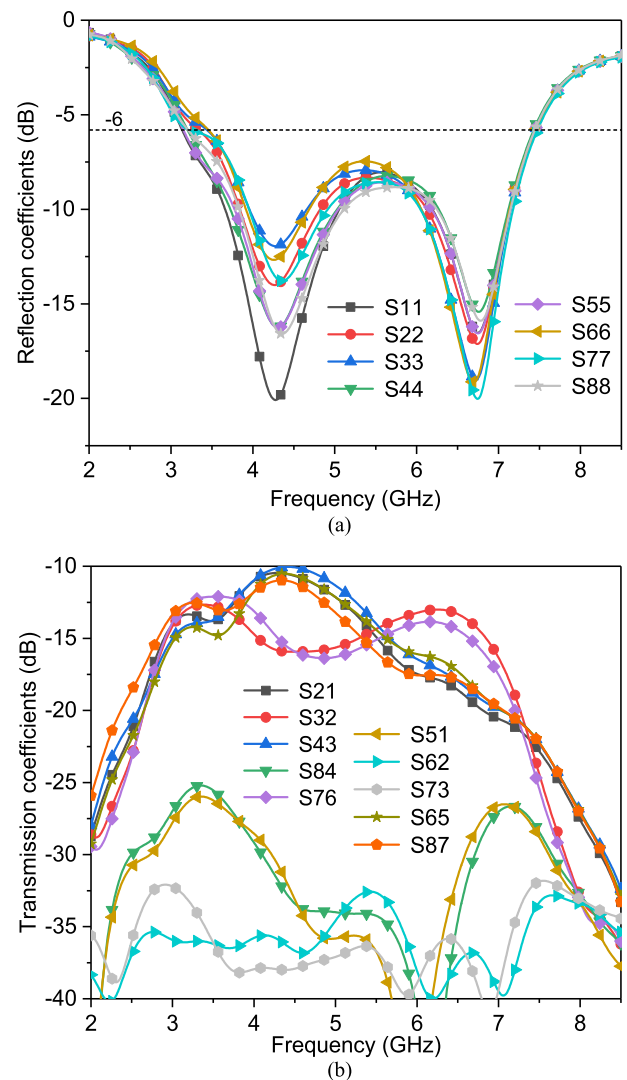 0
-5
-10
-15
-20
Reflection coefficients (dB)
-6
S11
S22
S33
S44
S55
S66
S77
S88
2 3 4 5 6 7 8
Frequency (GHz)
(a)
-10
-15
-20
-25
-30
-35
-40
Transmission coefficients (dB)
S21
S32
S43
S84
S76
S51
S62
S73
S65
S87
2 3 4 5 6 7 8
Frequency (GHz)
(b)